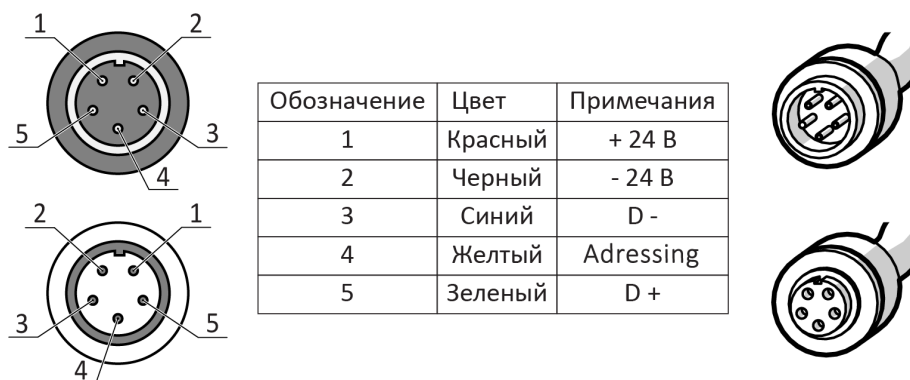 1 2
5 3
4
2 1
3 5
4
Обозначение Цвет Примечания
1 Красный + 24 В
2 Черный - 24 В
3 Синий D -
4 Желтый Adressing
5 Зеленый D +